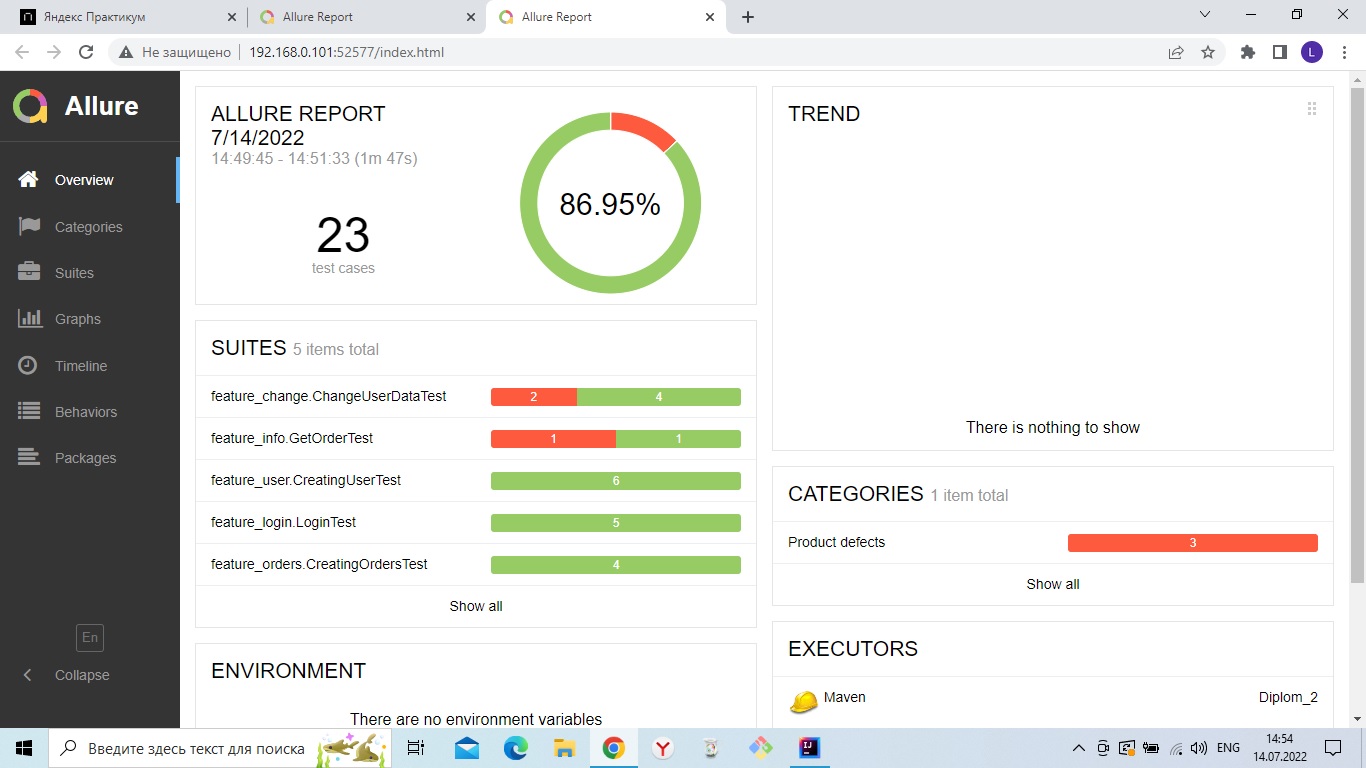 Яндекс Практикум
Allure Report
Allure Report
Не защищено
192.168.0.101:52577/index.html
L
Allure
Overview
Categories
Suites
Graphs
Timeline
Behaviors
Packages
En
Collapse
ALLURE REPORT
7/14/2022
14:49:45 - 14:51:33 (1m 47s)
23
test cases
86.95%
SUITES 5 items total
feature_change.ChangeUserDataTest 2 4
feature_info.GetOrderTest 1 1
feature_user.CreatingUserTest 6
feature_login.LoginTest 5
feature_orders.CreatingOrdersTest 4
Show all
ENVIRONMENT
There are no environment variables
TREND
There is nothing to show
CATEGORIES 1 item total
Product defects 3
Show all
EXECUTORS
Maven Diplom_2
Введите здесь текст для поиска
Y
IJ
ENG
14:54
14.07.2022